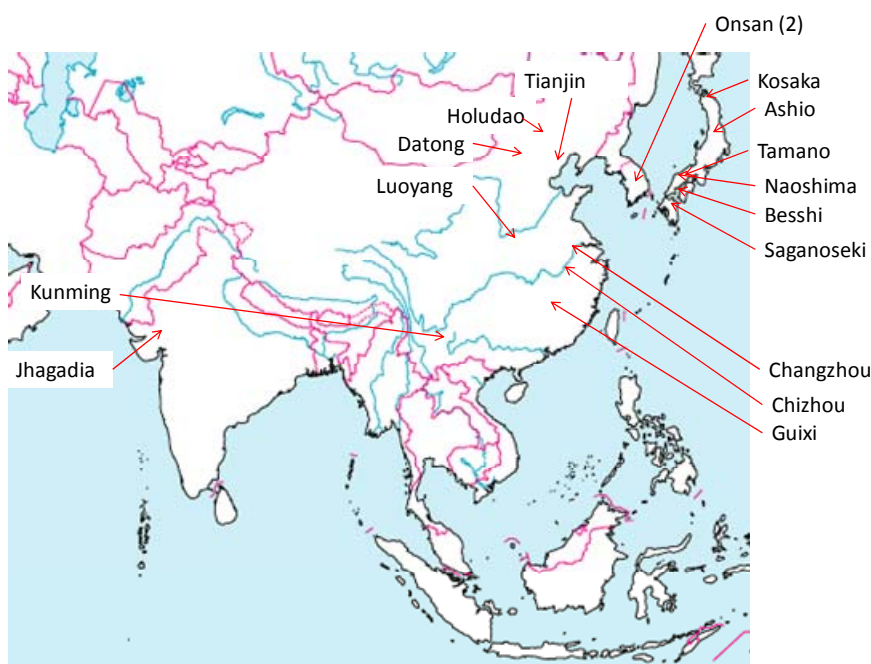 Onsan (2)
Tianjin
Kosaka
Holudao
Ashio
Datong
Tamano
Luoyang
Naoshima
Besshi
Saganoseki
Kunming
Jhagadia
Changzhou
Chizhou
Guixi